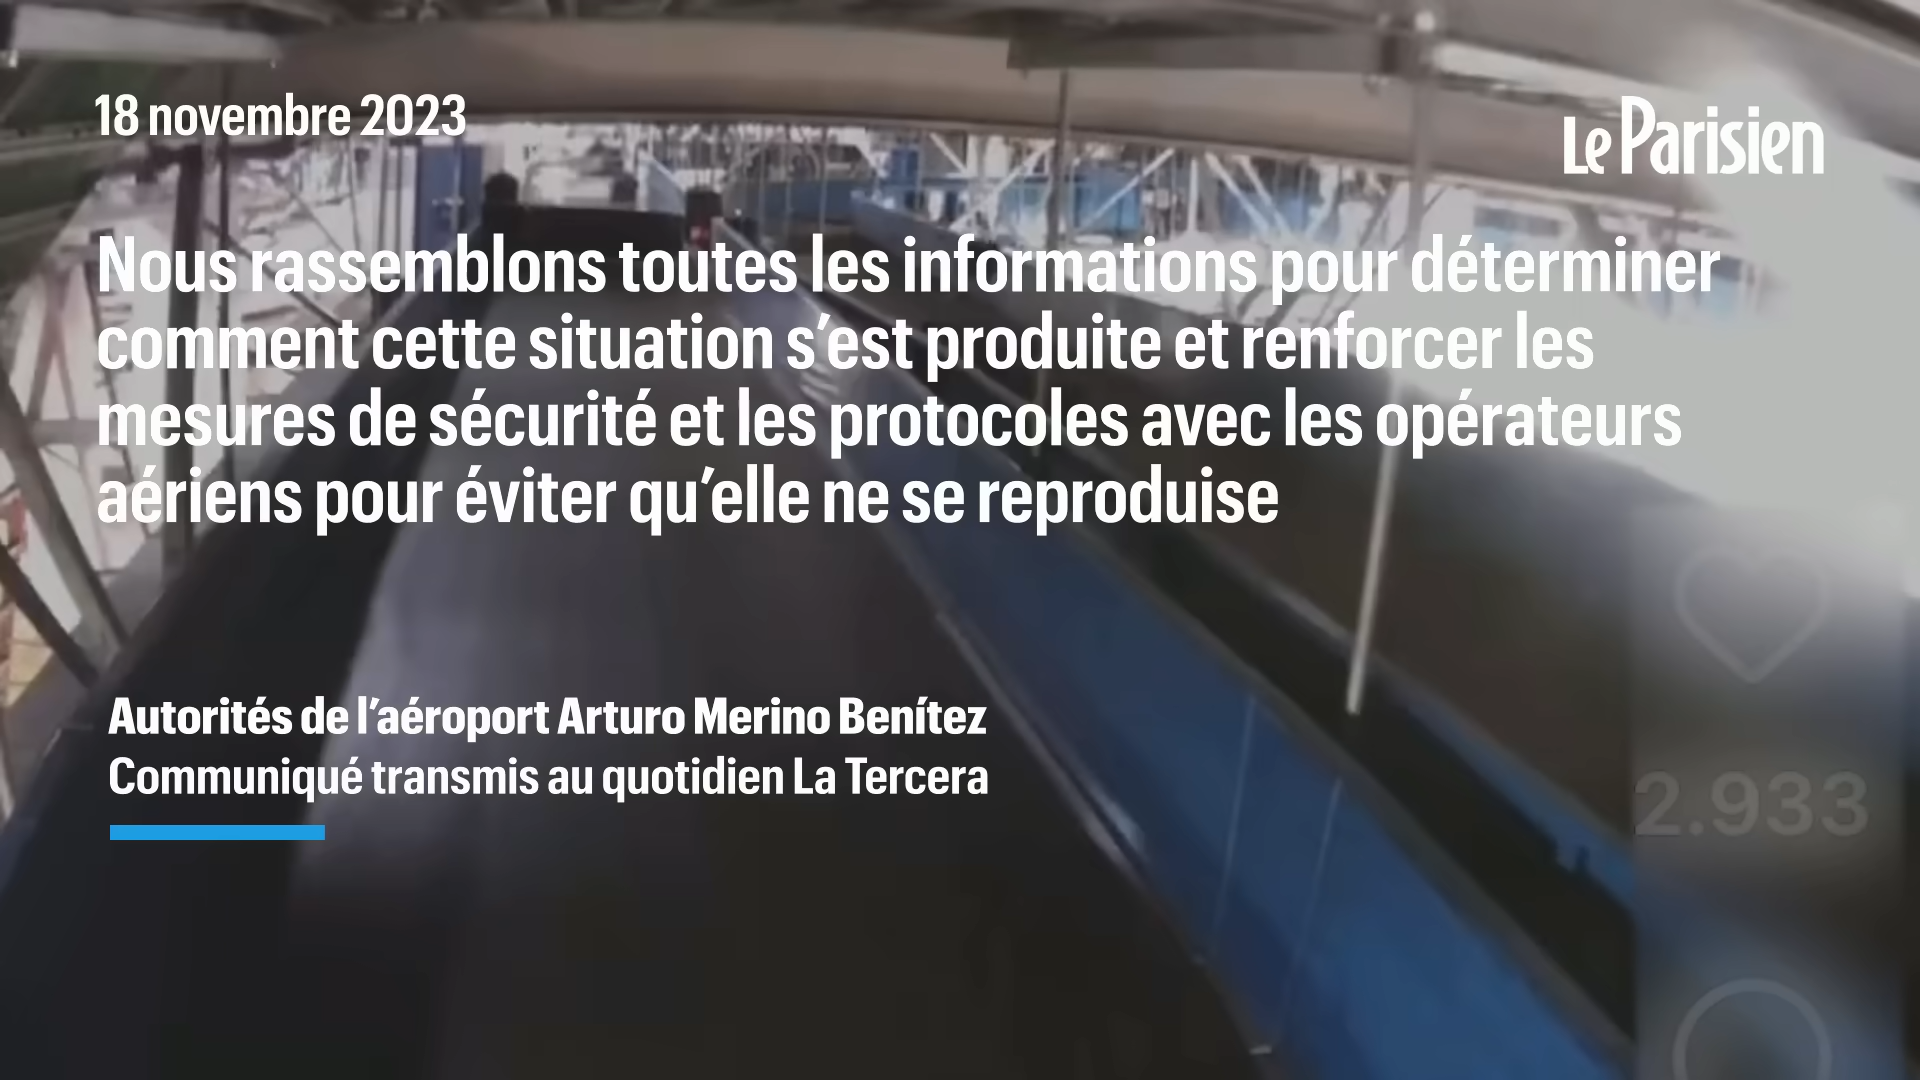 18 novembre 2023
Le Parisien
Nous rassemblons toutes les informations pour déterminer
comment cette situation s’est produite et renforcer les
mesures de sécurité et les protocoles avec les opérateurs
aériens pour éviter qu’elle ne se reproduise
Autorités de l’aéroport Arturo Merino Benítez
Communiqué transmis au quotidien La Tercera
2.933